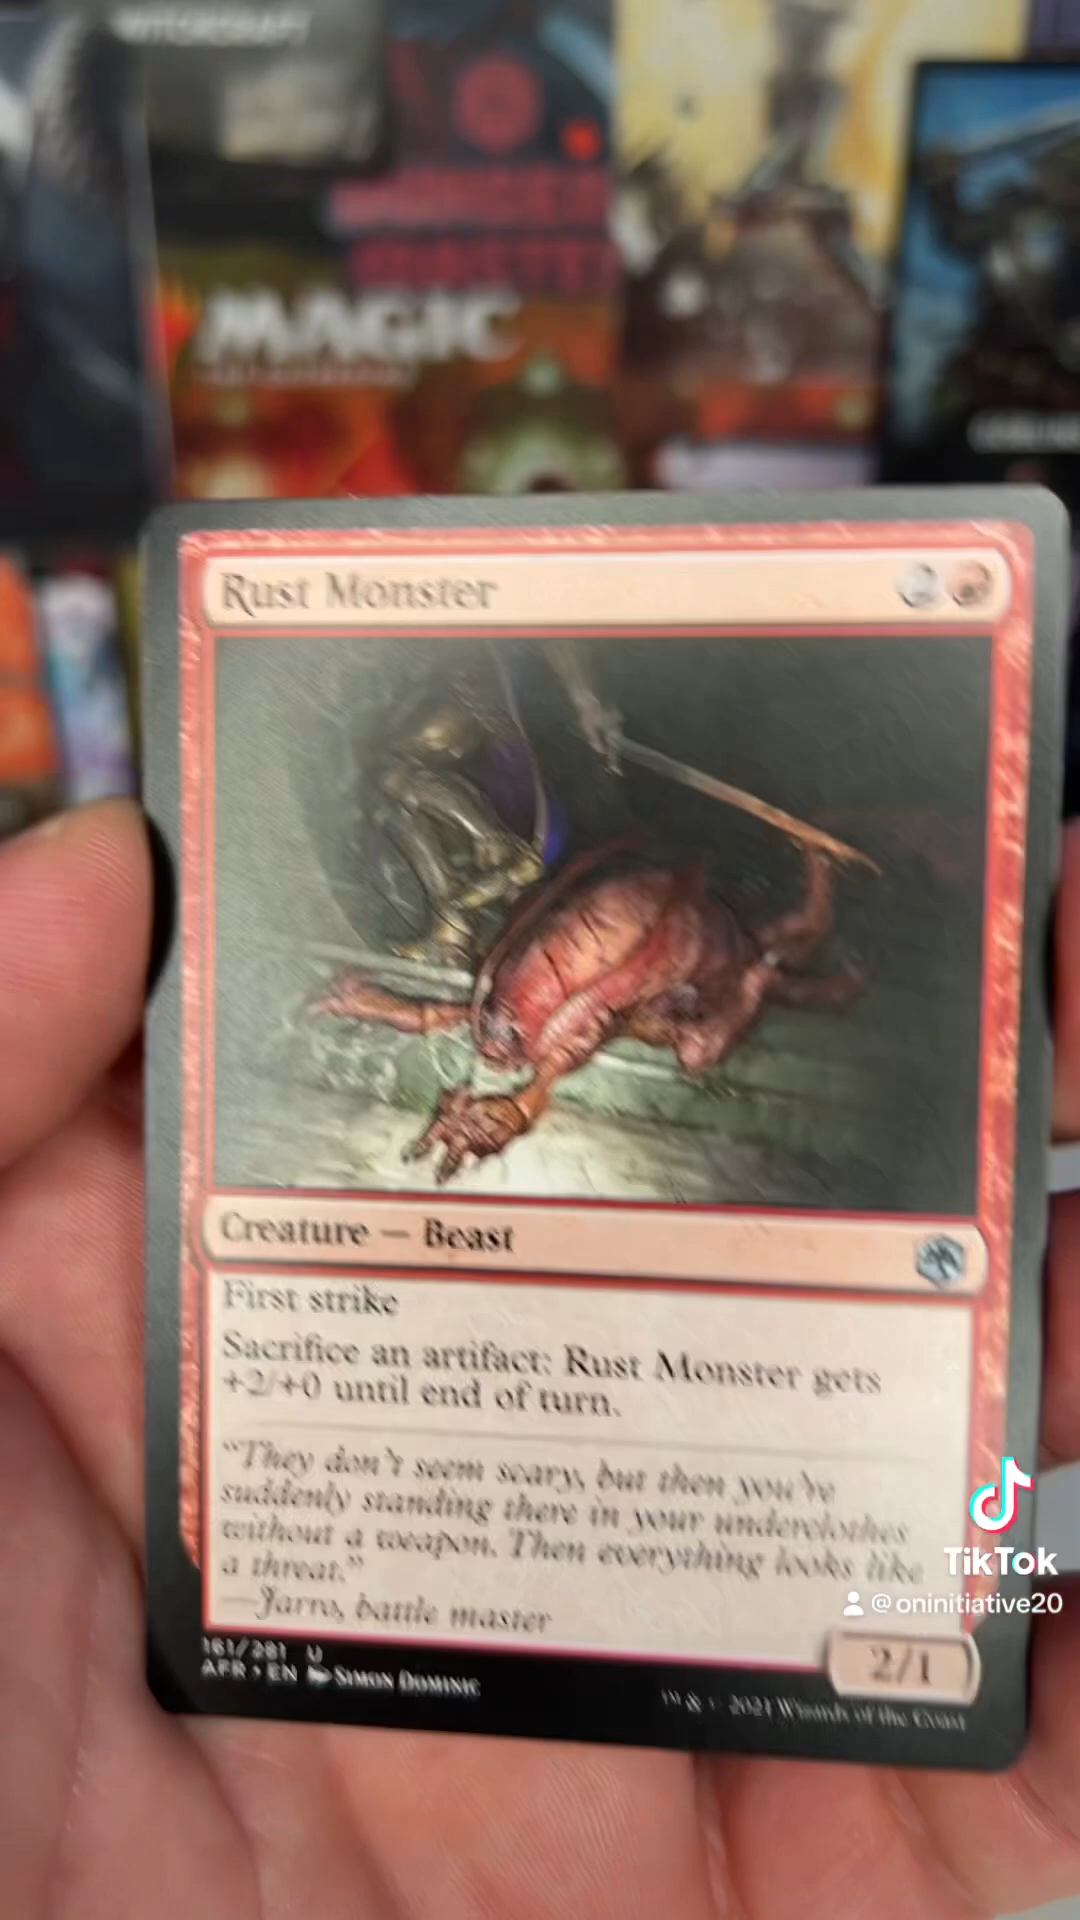 MAGIC
Rust Monster
2
Creature — Beast
First strike
Sacrifice an artifact: Rust Monster gets
+2/+0 until end of turn.
“They don’t seem scary, but then you’re
suddenly standing there in your underclothes
without a weapon. Then everything looks like
a threat.”
—Jarro, battle master
2/1
161/281 U
AFR • EN SIMON DOMINIC
™ & © 2021 Wizards of the Coast
TikTok
@oninitiative20